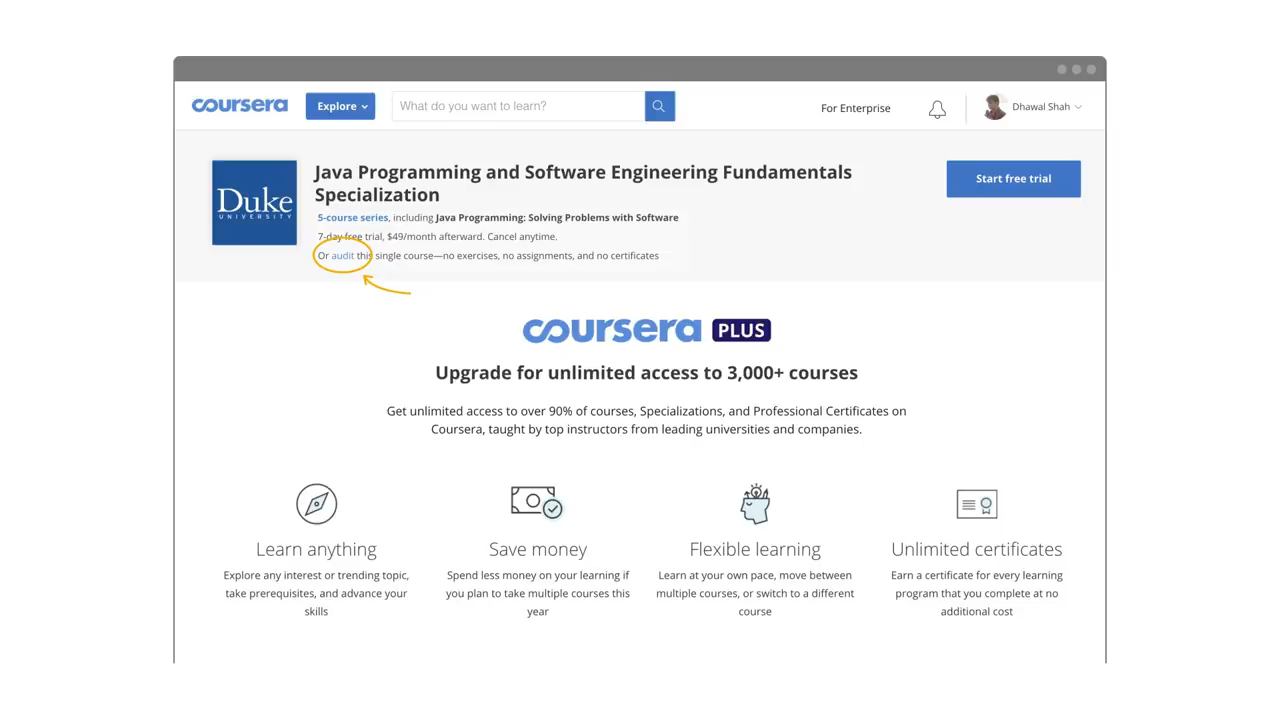 coursera
Explore
What do you want to learn?
For Enterprise
Dhawal Shah
Duke
UNIVERSITY
Java Programming and Software Engineering Fundamentals
Specialization
5-course series, including Java Programming: Solving Problems with Software
7-day free trial, $49/month afterward. Cancel anytime.
Or audit this single course—no exercises, no assignments, and no certificates
Start free trial
coursera PLUS
Upgrade for unlimited access to 3,000+ courses
Get unlimited access to over 90% of courses, Specializations, and Professional Certificates on
Coursera, taught by top instructors from leading universities and companies.
Learn anything
Explore any interest or trending topic,
take prerequisites, and advance your
skills
Save money
Spend less money on your learning if
you plan to take multiple courses this
year
Flexible learning
Learn at your own pace, move between
multiple courses, or switch to a different
course
Unlimited certificates
Earn a certificate for every learning
program that you complete at no
additional cost